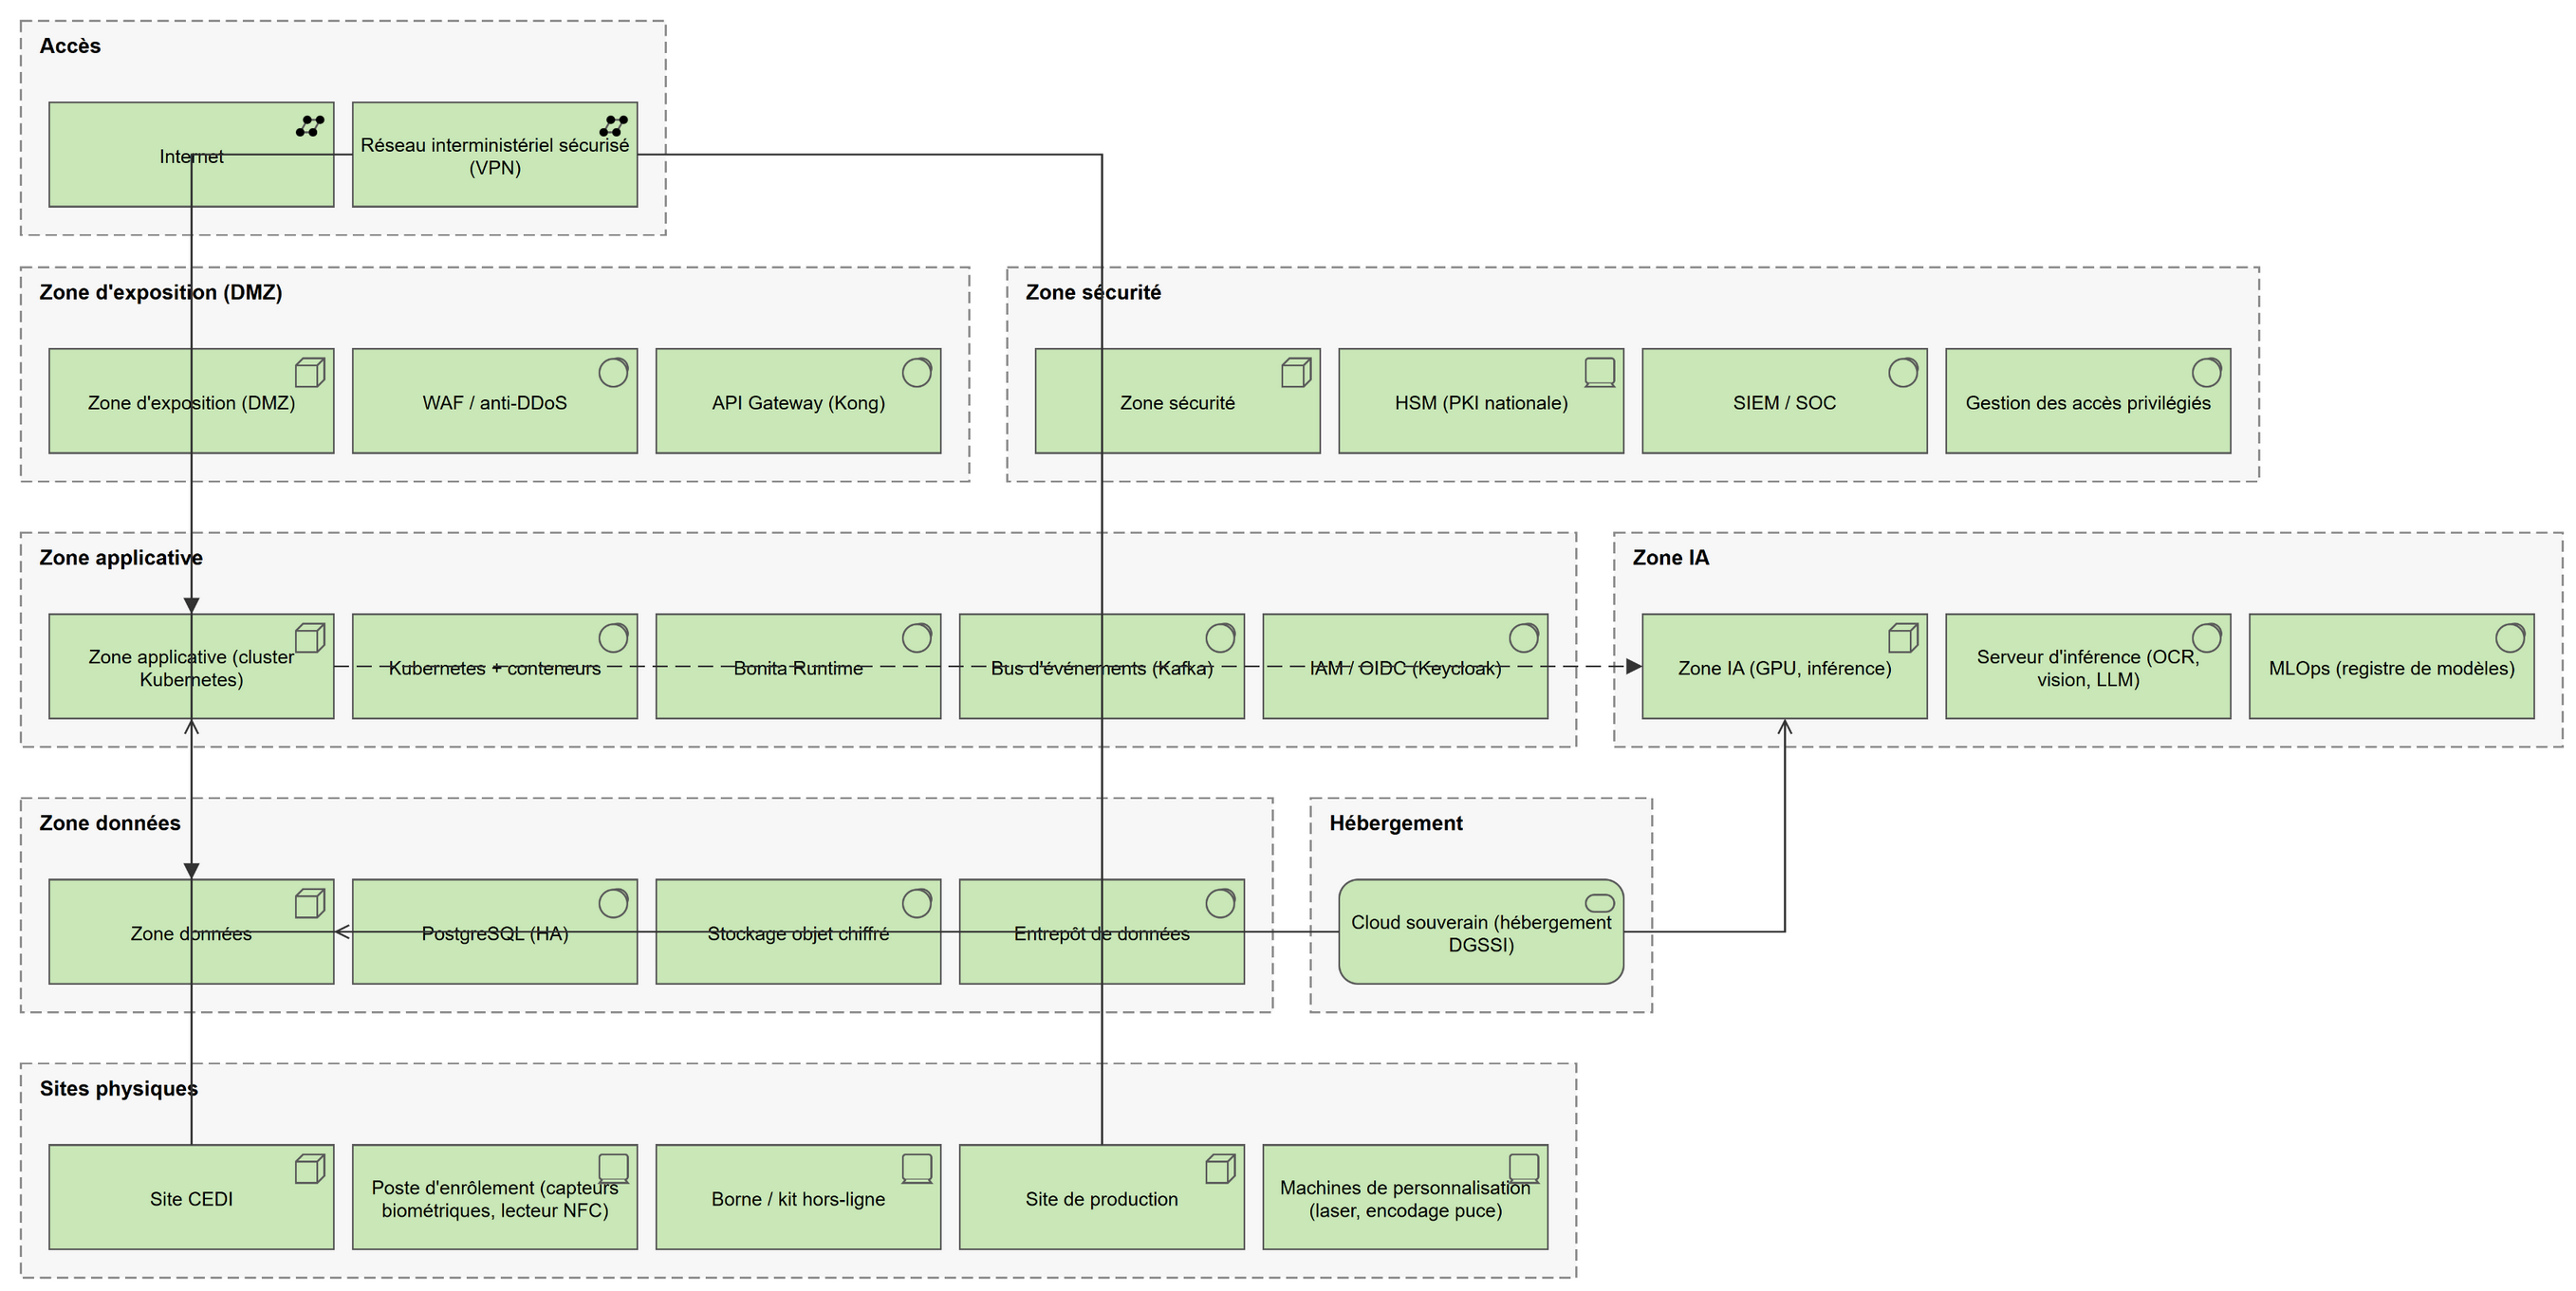 Accès
Internet
Réseau interministériel sécurisé
(VPN)
Zone d'exposition (DMZ)
Zone d'exposition (DMZ)
WAF / anti-DDoS
API Gateway (Kong)
Zone sécurité
Zone sécurité
HSM (PKI nationale)
SIEM / SOC
Gestion des accès privilégiés
Zone applicative
Zone applicative (cluster
Kubernetes)
Kubernetes + conteneurs
Bonita Runtime
Bus d'événements (Kafka)
IAM / OIDC (Keycloak)
Zone IA
Zone IA (GPU, inférence)
Serveur d'inférence (OCR,
vision, LLM)
MLOps (registre de modèles)
Zone données
Zone données
PostgreSQL (HA)
Stockage objet chiffré
Entrepôt de données
Hébergement
Cloud souverain (hébergement
DGSSI)
Sites physiques
Site CEDI
Poste d'enrôlement (capteurs
biométriques, lecteur NFC)
Borne / kit hors-ligne
Site de production
Machines de personnalisation
(laser, encodage puce)